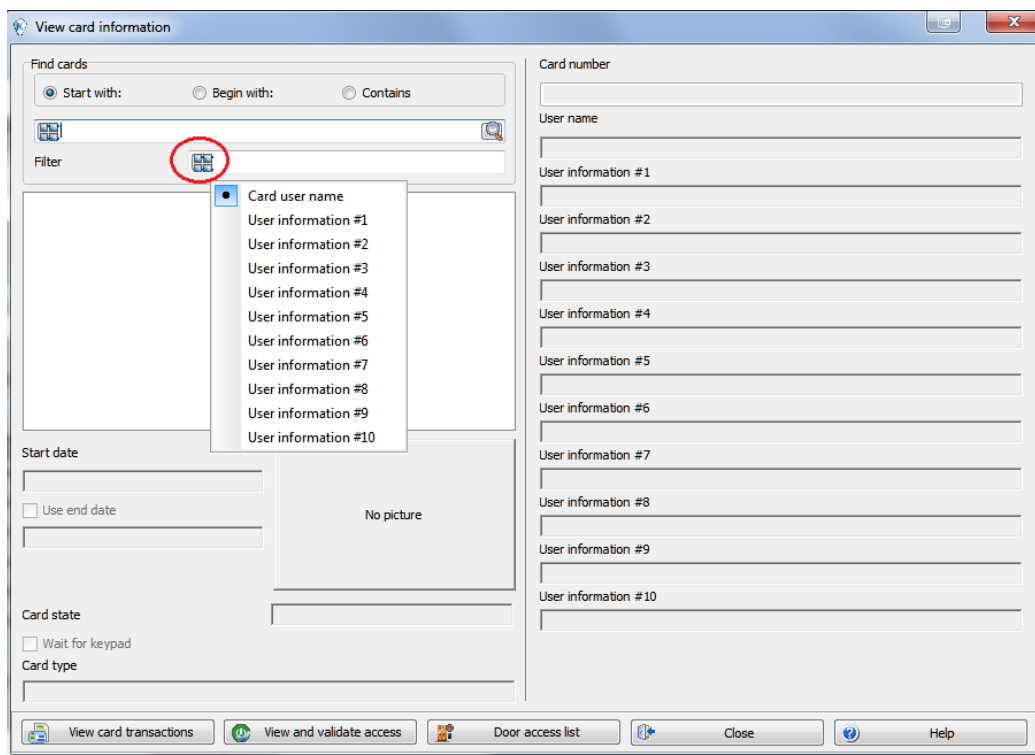 View card information
Find cards
Start with:
Begin with:
Contains
Filter
Card user name
User information #1
User information #2
User information #3
User information #4
User information #5
User information #6
User information #7
User information #8
User information #9
User information #10
Start date
Use end date
No picture
Card state
Wait for keypad
Card type
Card number
User name
User information #1
User information #2
User information #3
User information #4
User information #5
User information #6
User information #7
User information #8
User information #9
User information #10
View card transactions
View and validate access
Door access list
Close
Help